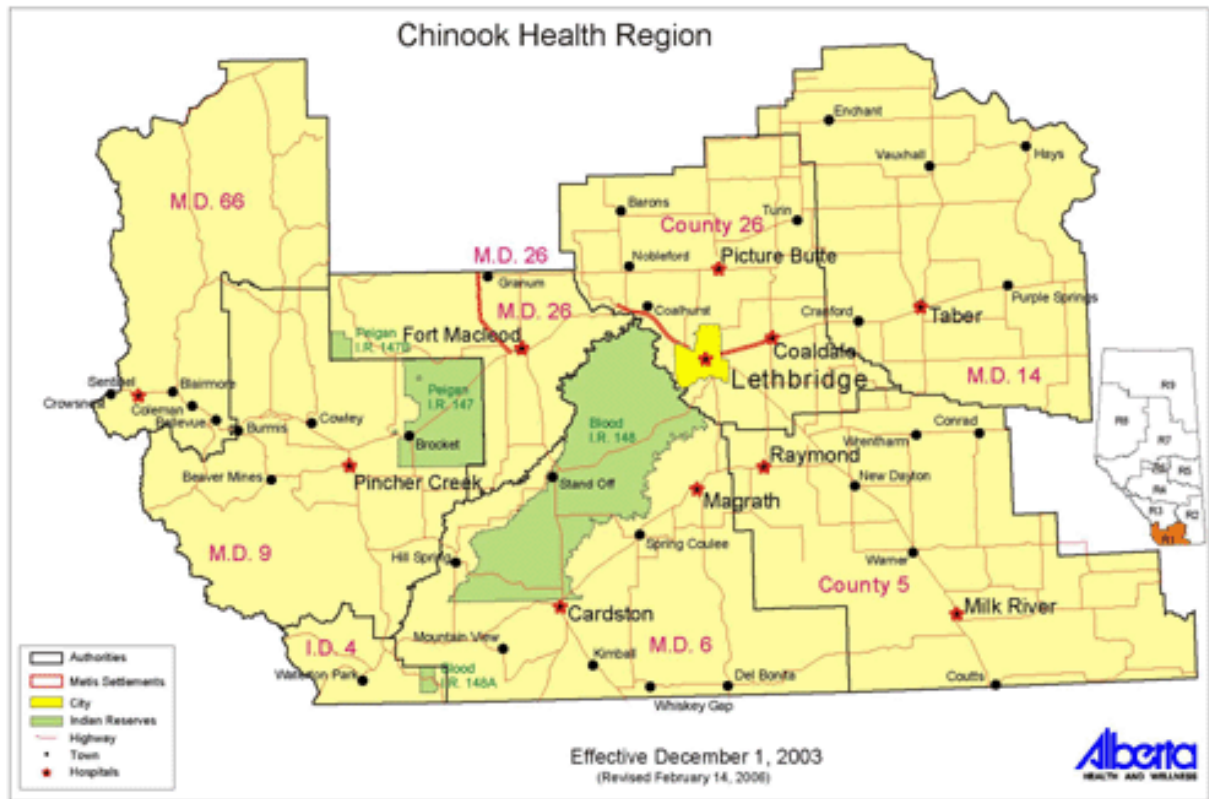 Chinook Health Region
Enchant
Hays
Vauxhall
M.D. 66
Barons
Turin
County 26
M.D. 26
Nobleford
Picture Butte
Granum
M.D. 26
Purple Springs
Coalhurst
Cranford
Taber
Peigan
I.R. 147B
Fort Macleod
Coaldale
Lethbridge
M.D. 14
Sentinel
Crowsnest
Blairmore
Coleman
Bellevue
Burmis
Cowley
Peigan
I.R. 147
Brocket
Blood
I.R. 148
Conrad
Wrentham
Raymond
Beaver Mines
Pincher Creek
Stand Off
Magrath
New Dayton
Spring Coulee
M.D. 9
Hill Spring
Warner
County 5
Cardston
Milk River
Mountain View
M.D. 6
I.D. 4
Kimball
Waterton Park
Blood
I.R. 148A
Del Bonita
Coutts
Whiskey Gap
R9
R8
R7
R6
R5
R4
R3
R2
R1
Authorities
Metis Settlements
City
Indian Reserves
Highway
Town
Hospitals
Effective December 1, 2003
(Revised February 14, 2006)
Alberta
HEALTH AND WELLNESS